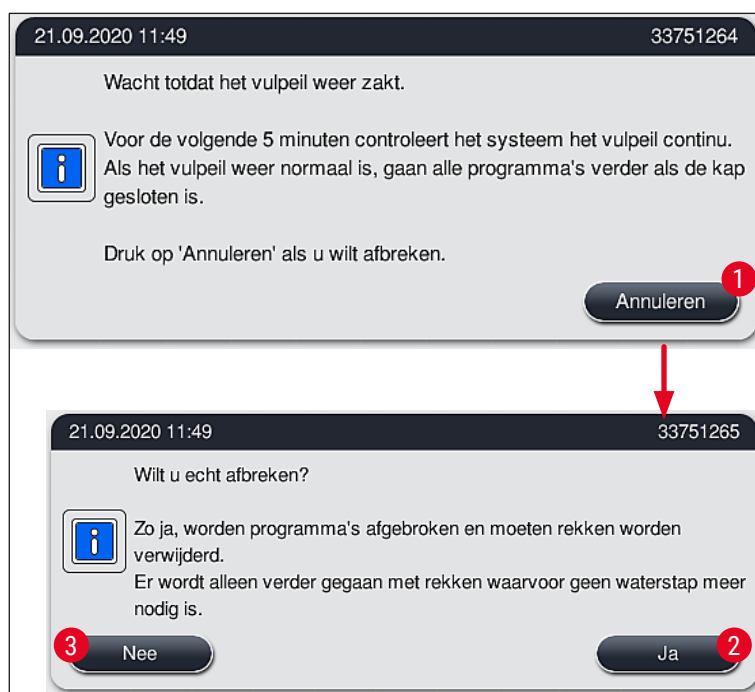 21.09.2020 11:49 33751264
Wacht totdat het vulpeil weer zakt.
Voor de volgende 5 minuten controleert het systeem het vulpeil continu.
Als het vulpeil weer normaal is, gaan alle programma's verder als de kap
gesloten is.
Druk op 'Annuleren' als u wilt afbreken.
1
Annuleren
21.09.2020 11:49 33751265
Wilt u echt afbreken?
Zo ja, worden programma's afgebroken en moeten rekken worden
verwijderd.
Er wordt alleen verder gegaan met rekken waarvoor geen waterstap meer
nodig is.
3 Nee Ja 2